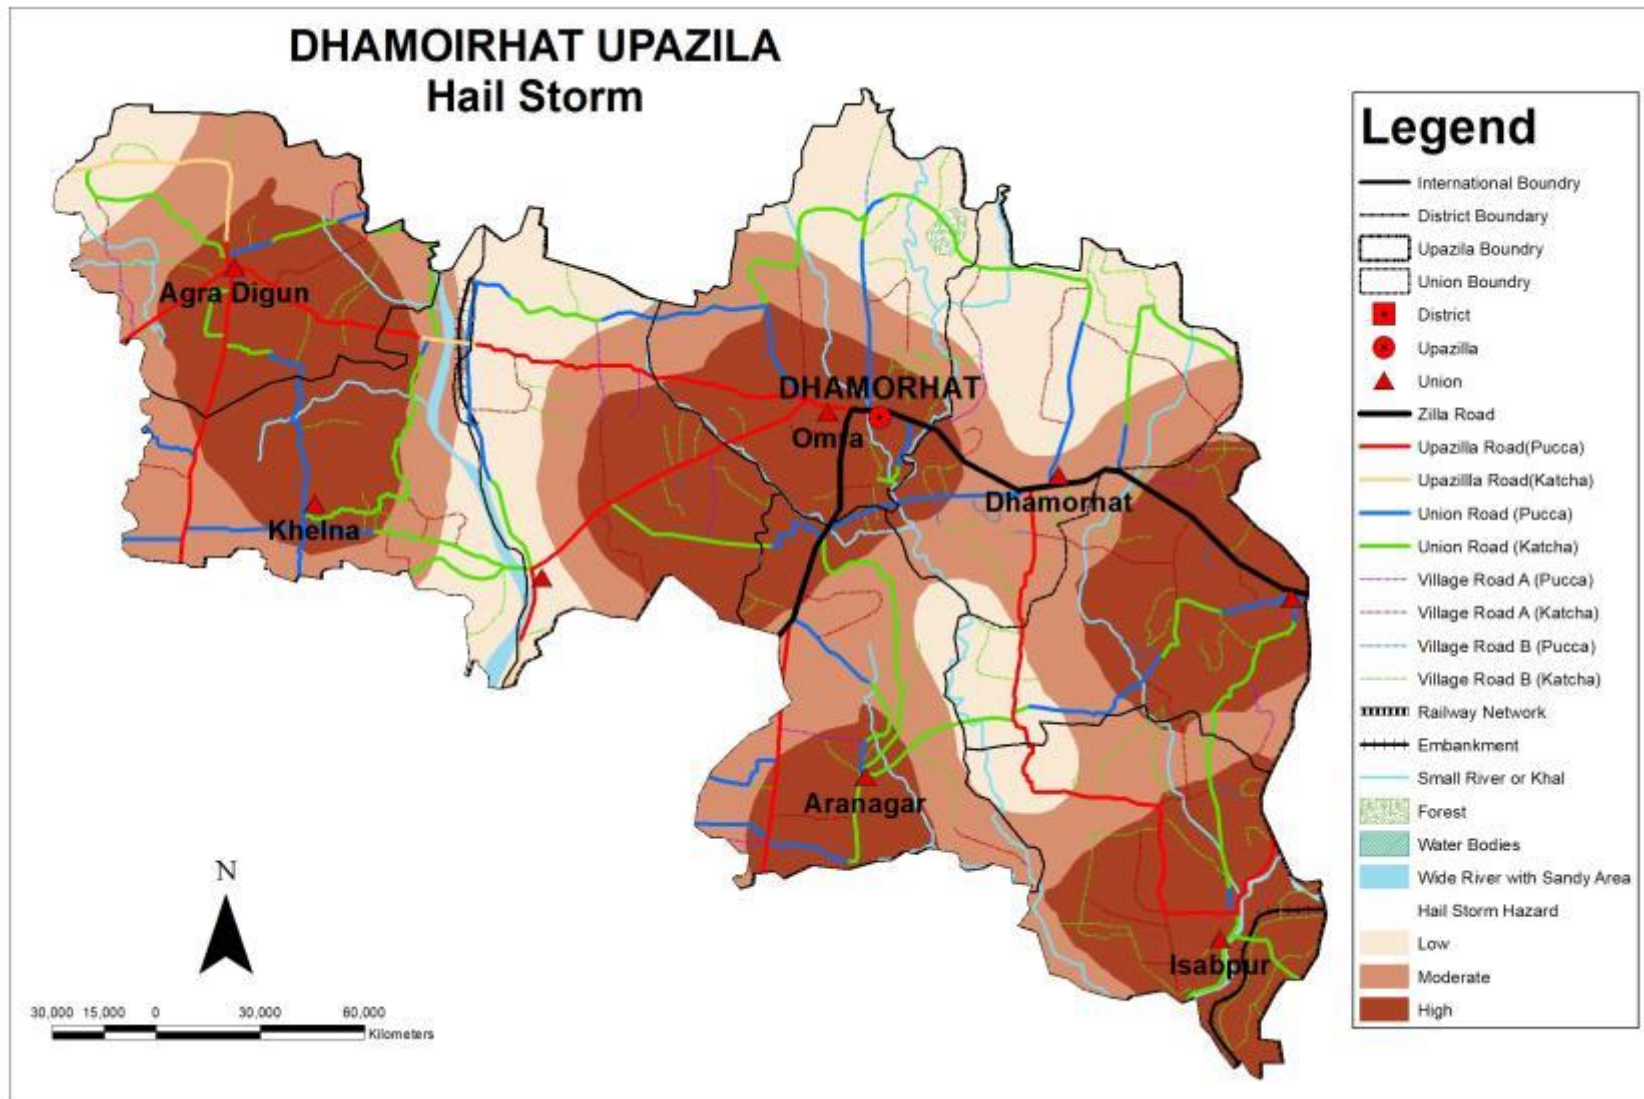 DHAMOIRHAT UPAZILA
Hail Storm
Agra Digun
Khelna
DHAMORHAT
Omra
Dhamorhat
Aranagar
Isabpur
N
30,000 15,000 0 30,000 60,000
Kilometers
Legend
International Boundry
District Boundary
Upazila Boundry
Union Boundry
District
Upazilla
Union
Zilla Road
Upazilla Road(Pucca)
Upazillla Road(Katcha)
Union Road (Pucca)
Union Road (Katcha)
Village Road A (Pucca)
Village Road A (Katcha)
Village Road B (Pucca)
Village Road B (Katcha)
Railway Network
Embankment
Small River or Khal
Forest
Water Bodies
Wide River with Sandy Area
Hail Storm Hazard
Low
Moderate
High